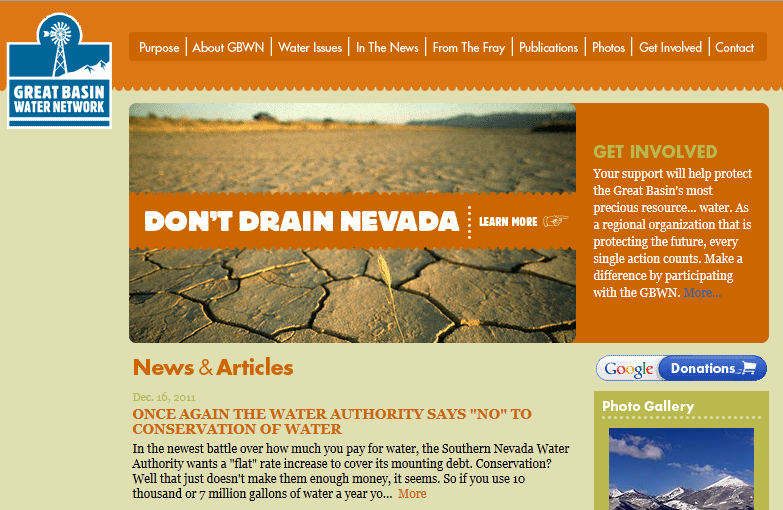 GREAT BASIN
WATER NETWORK
Purpose
About GBWN
Water Issues
In The News
From The Fray
Publications
Photos
Get Involved
Contact
DON'T DRAIN NEVADA
LEARN MORE
GET INVOLVED
Your support will help protect
the Great Basin's most
precious resource... water. As
a regional organization that is
protecting the future, every
single action counts. Make a
difference by participating
with the GBWN. More...
News & Articles
Dec. 16, 2011
ONCE AGAIN THE WATER AUTHORITY SAYS "NO" TO
CONSERVATION OF WATER
In the newest battle over how much you pay for water, the Southern Nevada Water
Authority wants a "flat" rate increase to cover its mounting debt. Conservation?
Well that just doesn't make them enough money, it seems. So if you use 10
thousand or 7 million gallons of water a year yo... More
Google Donations
Photo Gallery